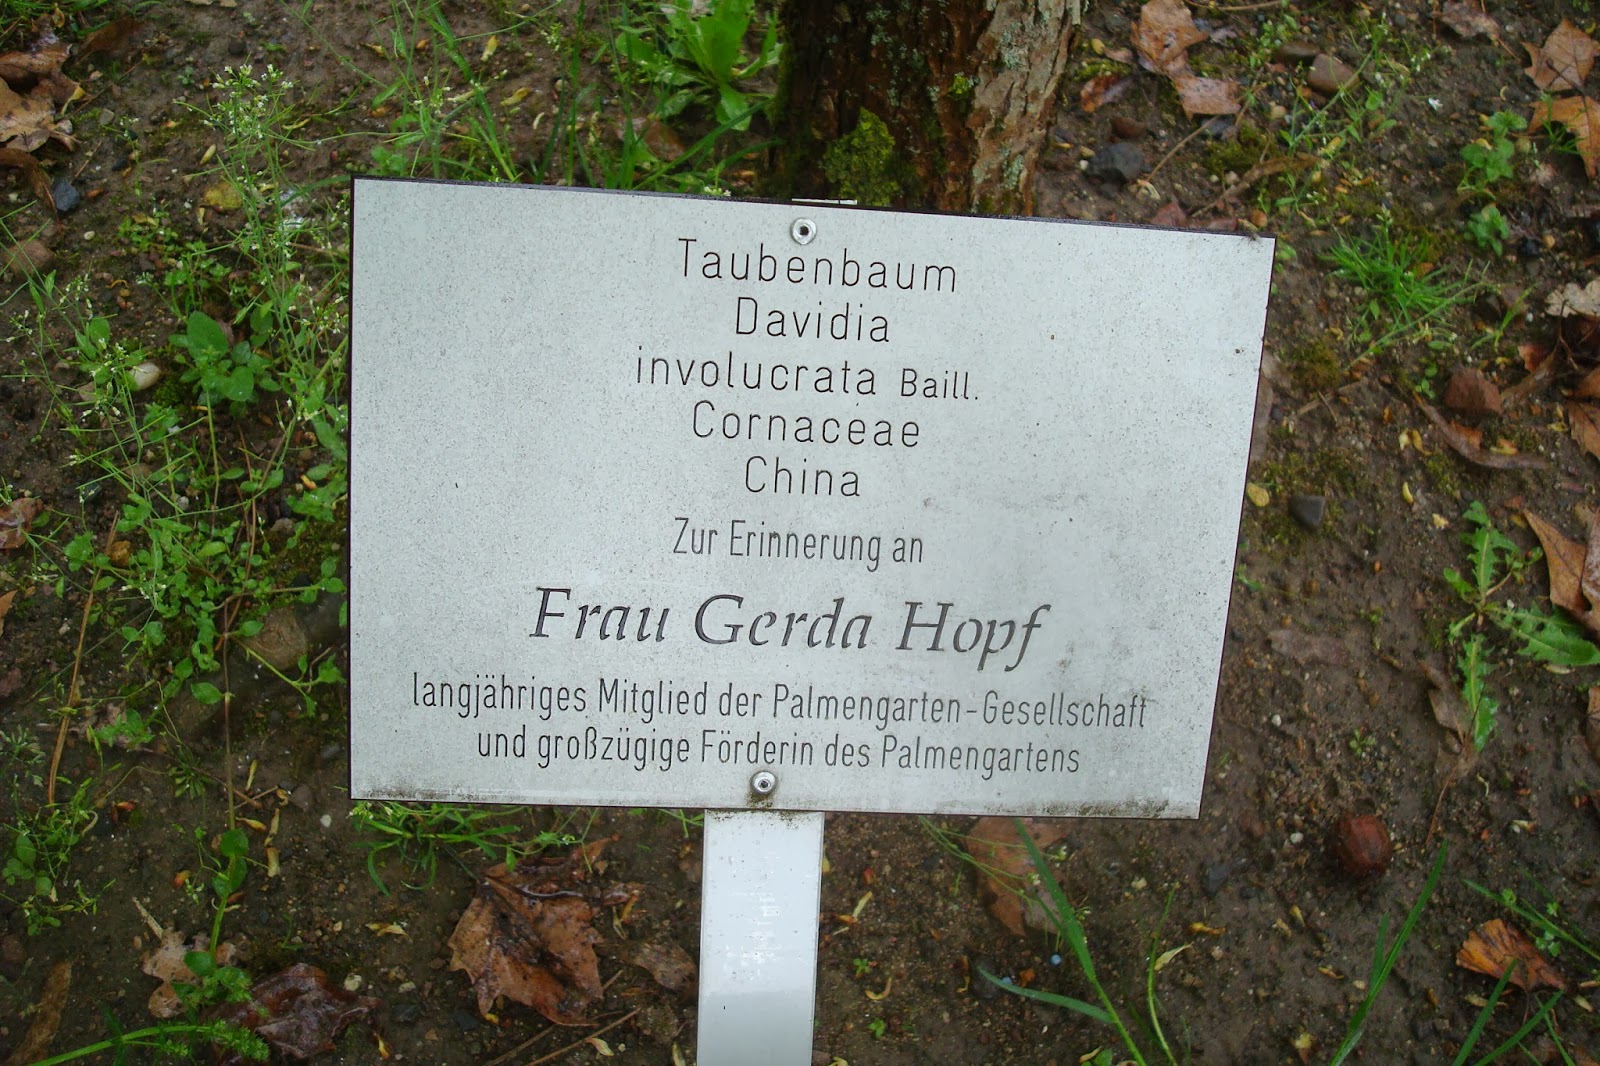 Taubenbaum
Davidia
involucrata Baill.
Cornaceae
China
Zur Erinnerung an
Frau Gerda Hopf
langjähriges Mitglied der Palmengarten-Gesellschaft
und großzügige Förderin des Palmengartens